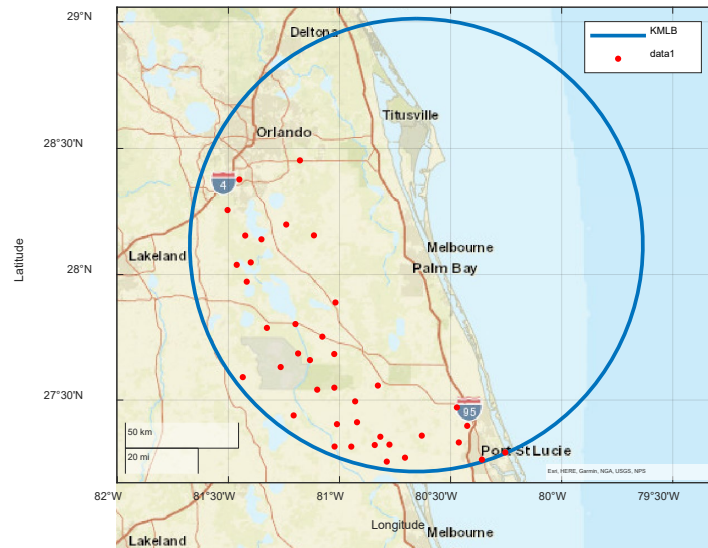 29°N
Deltona
KMLB
data1
Titusville
Orlando
28°30'N
4
Melbourne
Lakeland
Palm Bay
28°N
Latitude
27°30'N
95
50 km
20 mi
Port St Lucie
Esri, HERE, Garmin, NGA, USGS, NPS
82°W
81°30'W
81°W
80°30'W
80°W
79°30'W
Longitude
Melbourne
Lakeland